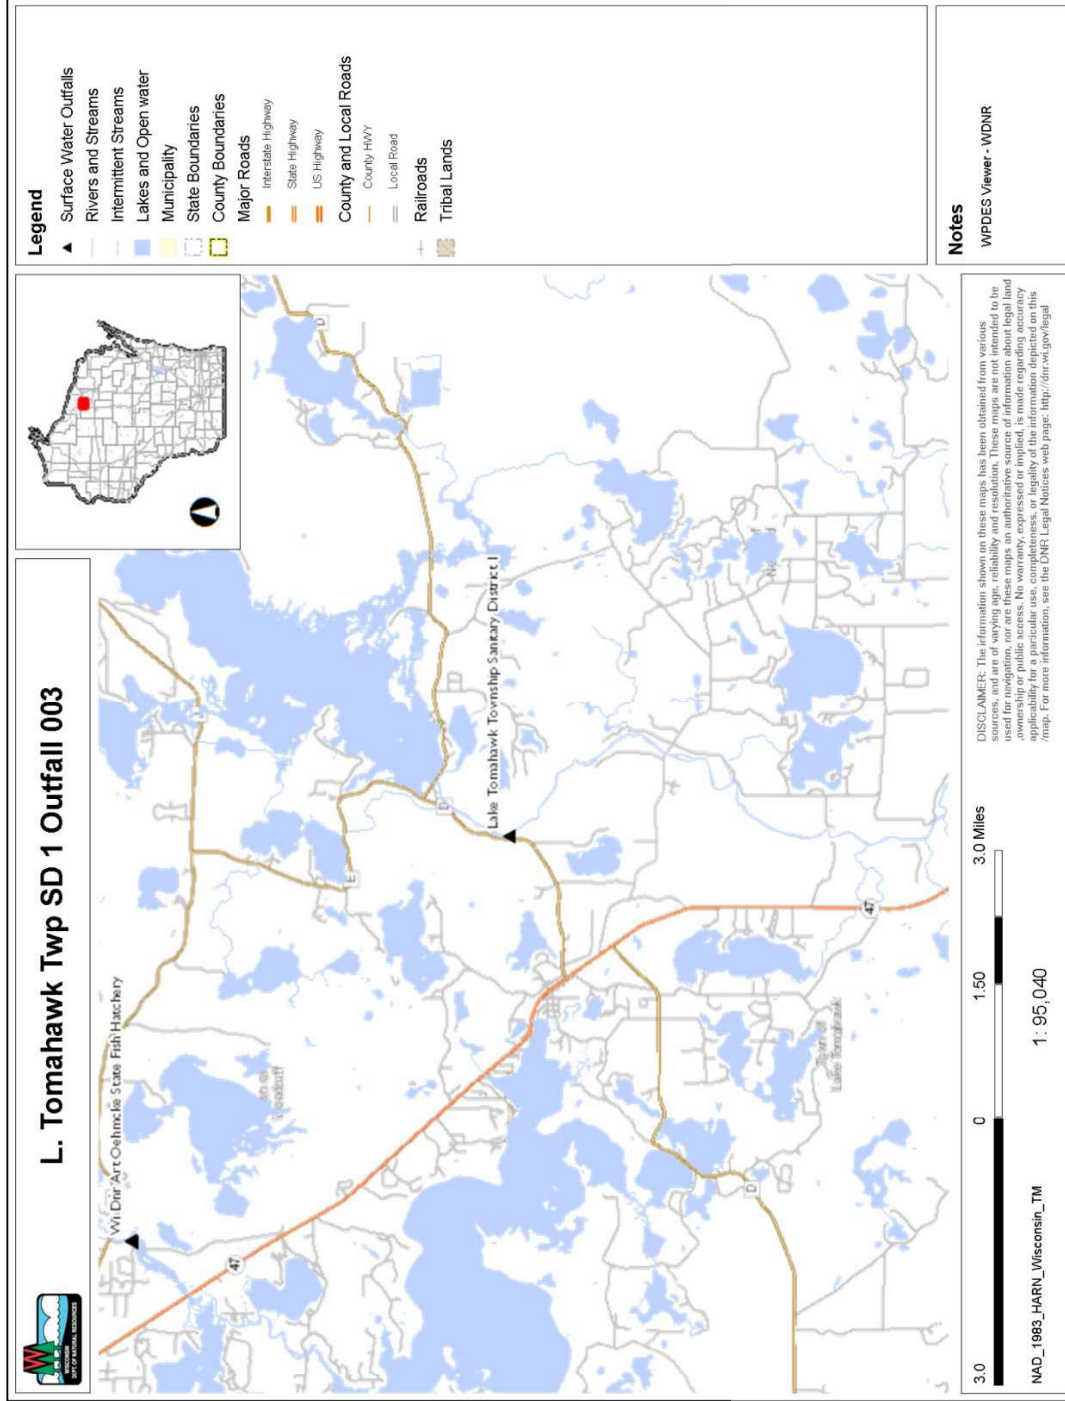 L. Tomahawk Twp SD 1 Outfall 003
WISCONSIN
DEPT. OF NATURAL RESOURCES
Legend
Surface Water Outfalls
Rivers and Streams
Intermittent Streams
Lakes and Open water
Municipality
State Boundaries
County Boundaries
Major Roads
Interstate Highway
State Highway
US Highway
County and Local Roads
County HWY
Local Road
Railroads
Tribal Lands
Wi Dnr Art Oehmcke State Fish Hatchery
47
E
D
D
Lake Tomahawk Township Sanitary District 1
Town of
Lake Tomahawk
D
47
3.0
0
1.50
3.0 Miles
NAD_1983_HARN_Wisconsin_TM
1: 95,040
DISCLAIMER: The information shown on these maps has been obtained from various
sources, and are of varying age, reliability and resolution. These maps are not intended to be
used for navigation, nor are these maps an authoritative source of information about legal land
ownership or public access. No warranty, expressed or implied, is made regarding accuracy
applicability for a particular use, completeness, or legality of the information depicted on this
map. For more information, see the DNR Legal Notices web page: http://dnr.wi.gov/legal
/
Notes
WPDES Viewer - WDNR